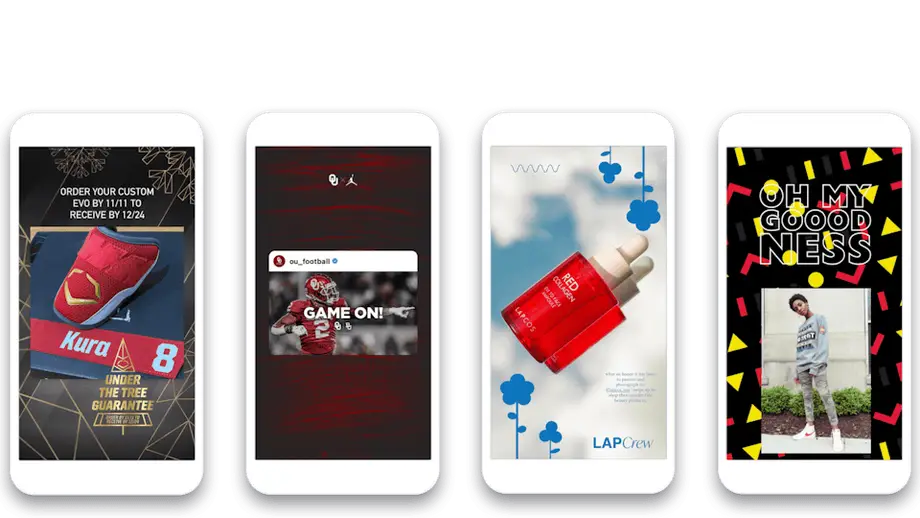 ORDER YOUR CUSTOM
EVO BY 11/11 TO
RECEIVE BY 12/24
Kura 8
UNDER
THE TREE
GUARANTEE
OU × 
ou_football
GAME ON!
RED
COLLAGEN
LAPCOS
LAPCrew
OH MY
GOOOD
NESS